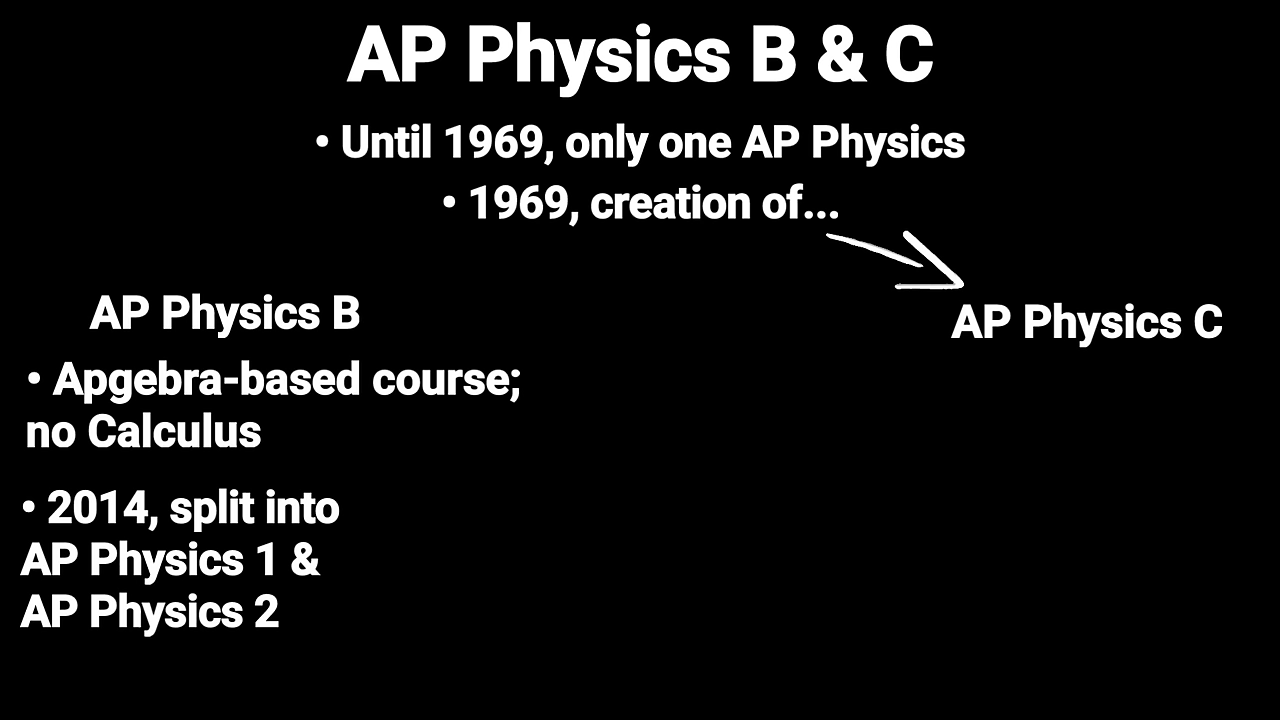 AP Physics B & C
• Until 1969, only one AP Physics
• 1969, creation of...
AP Physics B
• Apgebra-based course;
no Calculus
• 2014, split into
AP Physics 1 &
AP Physics 2
AP Physics C